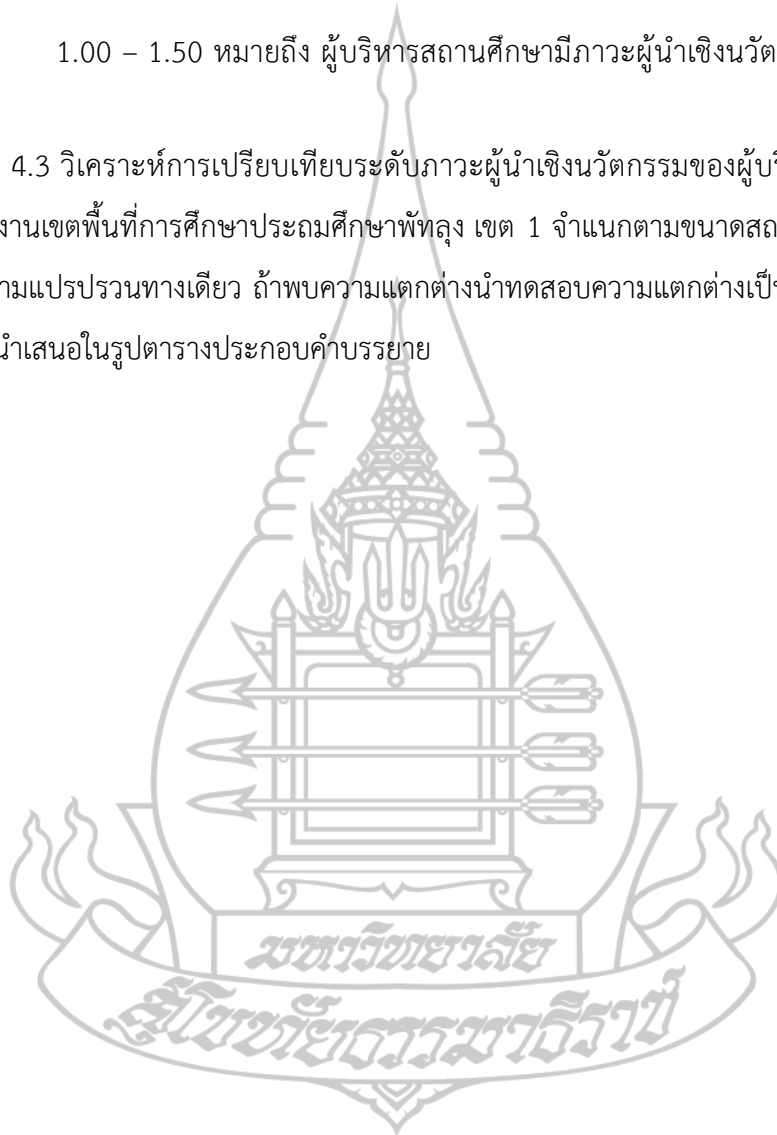 1.00 – 1.50 หมายถึง ผู้บริหารสถานศึกษามีภาวะผู้นำเชิงนวัต
4.3 วิเคราะห์การเปรียบเทียบระดับภาวะผู้นำเชิงนวัตกรรมของผู้บริ
งานเขตพื้นที่การศึกษาประถมศึกษาพัทลุง เขต 1 จำแนกตามขนาดสถ
ามแปรปรวนทางเดียว ถ้าพบความแตกต่างนำทดสอบความแตกต่างเป็
นำเสนอในรูปตารางประกอบคำบรรยาย
มหาวิทยาลัย
สุโขทัยธรรมาธิราช